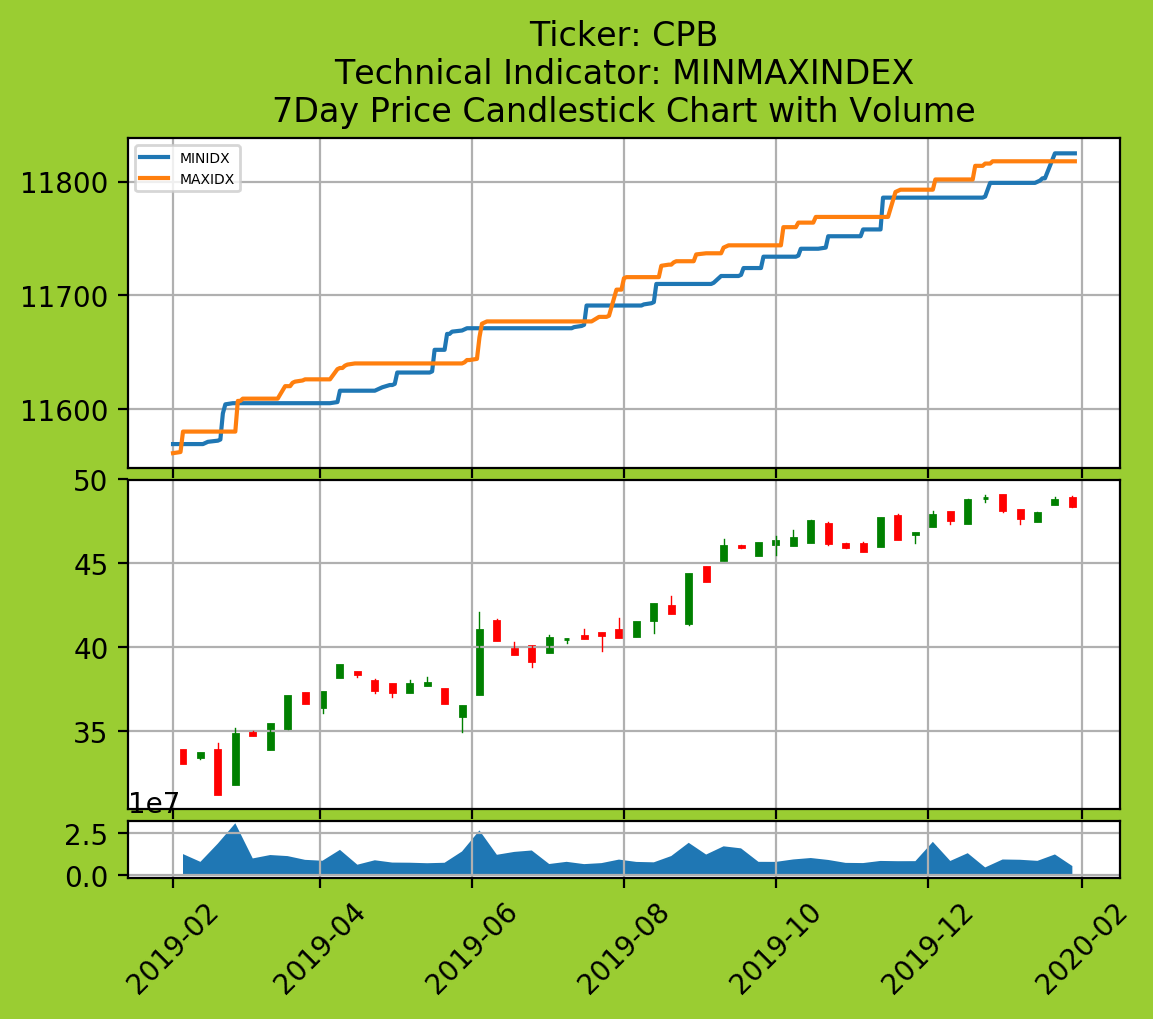 Ticker: CPB
Technical Indicator: MINMAXINDEX
7Day Price Candlestick Chart with Volume
MINIDX
MAXIDX
11800
11700
11600
50
45
40
35
1e7
2.5
0.0
2019-02
2019-04
2019-06
2019-08
2019-10
2019-12
2020-02